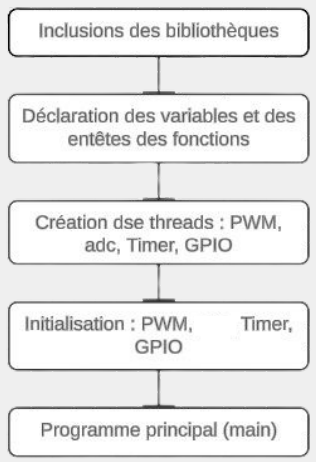 Inclusions des bibliothèques
Déclaration des variables et des
entêtes des fonctions
Création dse threads : PWM,
adc, Timer, GPIO
Initialisation : PWM, Timer,
GPIO
Programme principal (main)